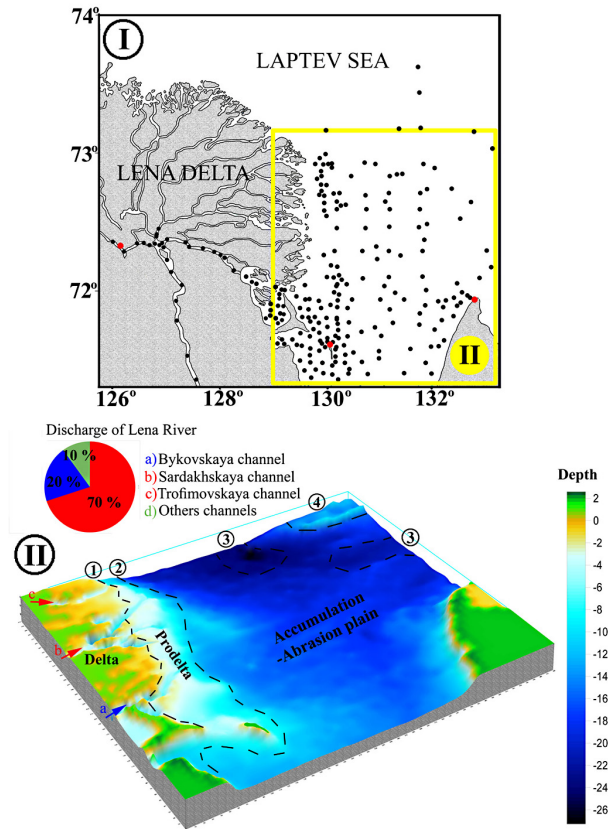 74°
I
LAPTEV SEA
73°
LENA DELTA
72°
II
126°
128°
130°
132°
Discharge of Lena River
10 %
20 %
70 %
a) Bykovskaya channel
b) Sardakhskaya channel
c) Trofimovskaya channel
d) Others channels
Depth
II
4
3
3
1
2
c
b
a
Delta
Prodelta
Accumulation
-Abrasion plain
2
0
-2
-4
-6
-8
-10
-12
-14
-16
-18
-20
-22
-24
-26